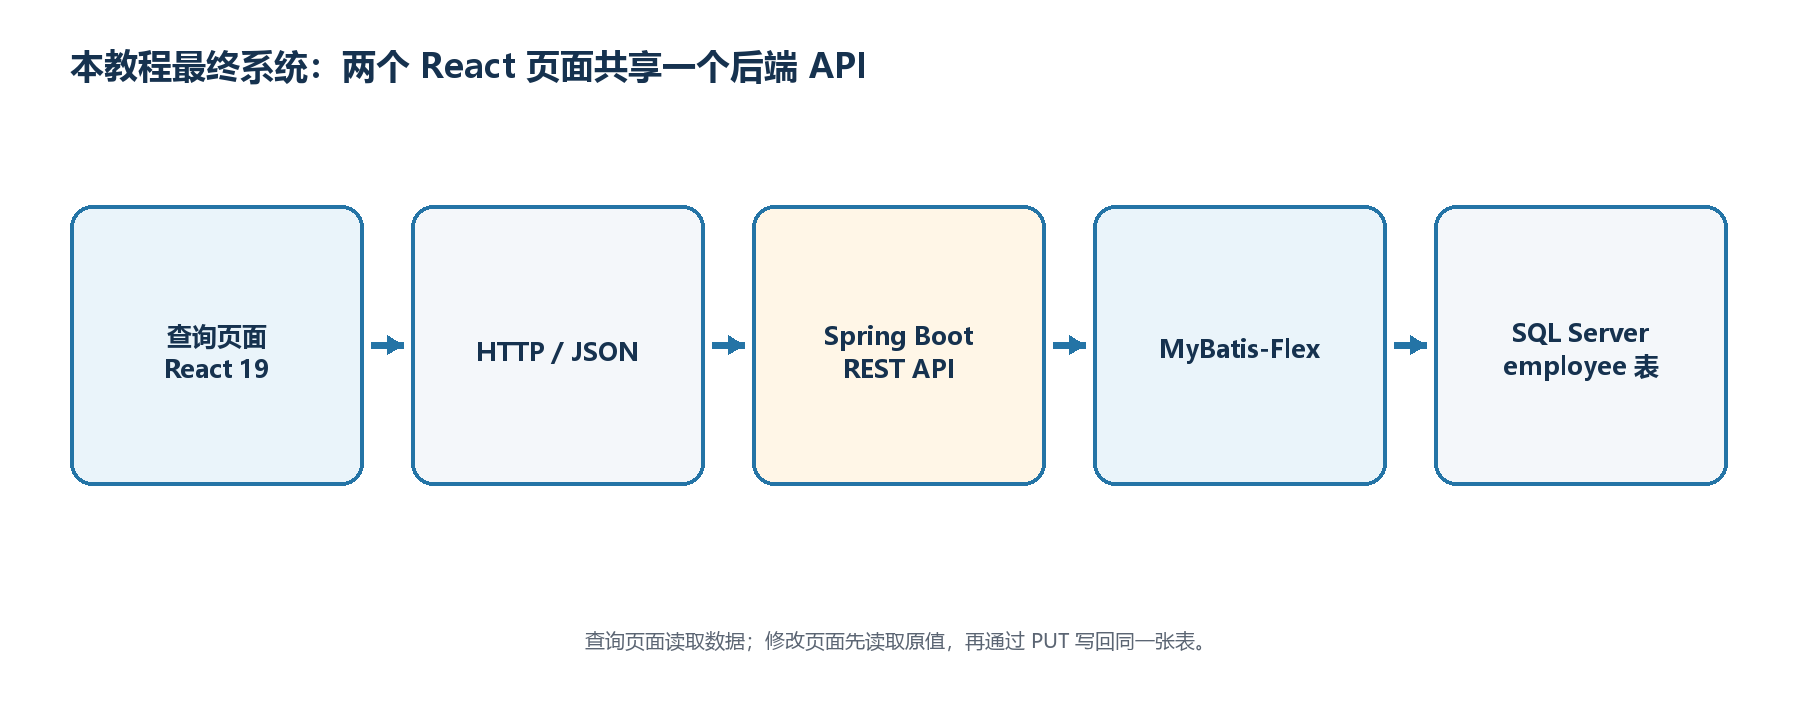 本教程最终系统：两个 React 页面共享一个后端 API
查询页面
React 19
HTTP / JSON
Spring Boot
REST API
MyBatis-Flex
SQL Server
employee 表
查询页面读取数据；修改页面先读取原值，再通过 PUT 写回同一张表。